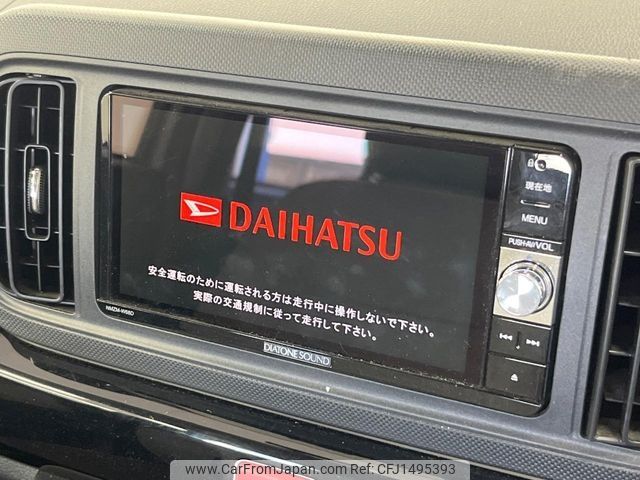 現在地
MENU
PUSH-AV/VOL
DAIHATSU
安全運転のために運転される方は走行中に操作しないで下さい。
実際の交通規制に従って走行して下さい。
NMZM-W68D
DIATONE SOUND
www.CarFromJapan.com - CFJ1495393